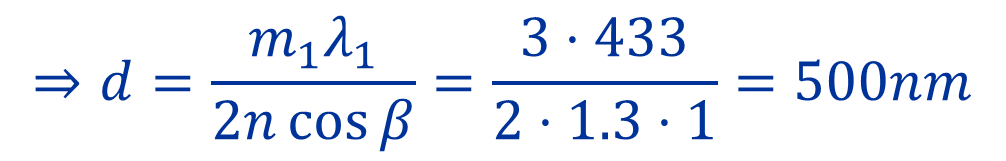 ⇒ d = m₁λ₁ / 2n cos β = 3 · 433 / 2 · 1.3 · 1 = 500nm